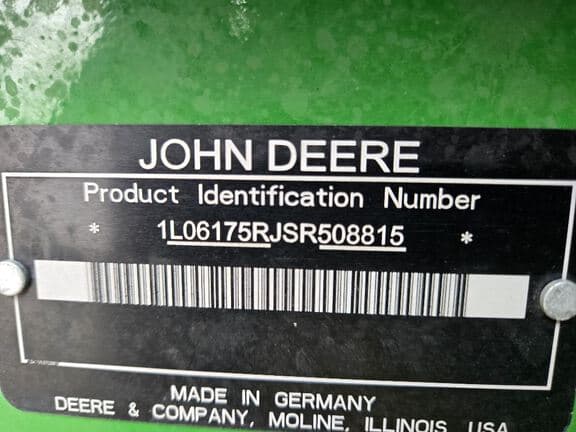 JOHN DEERE
Product Identification Number
* 1L06175RJSR508815 *
MADE IN GERMANY
DEERE & COMPANY, MOLINE, ILLINOIS USA